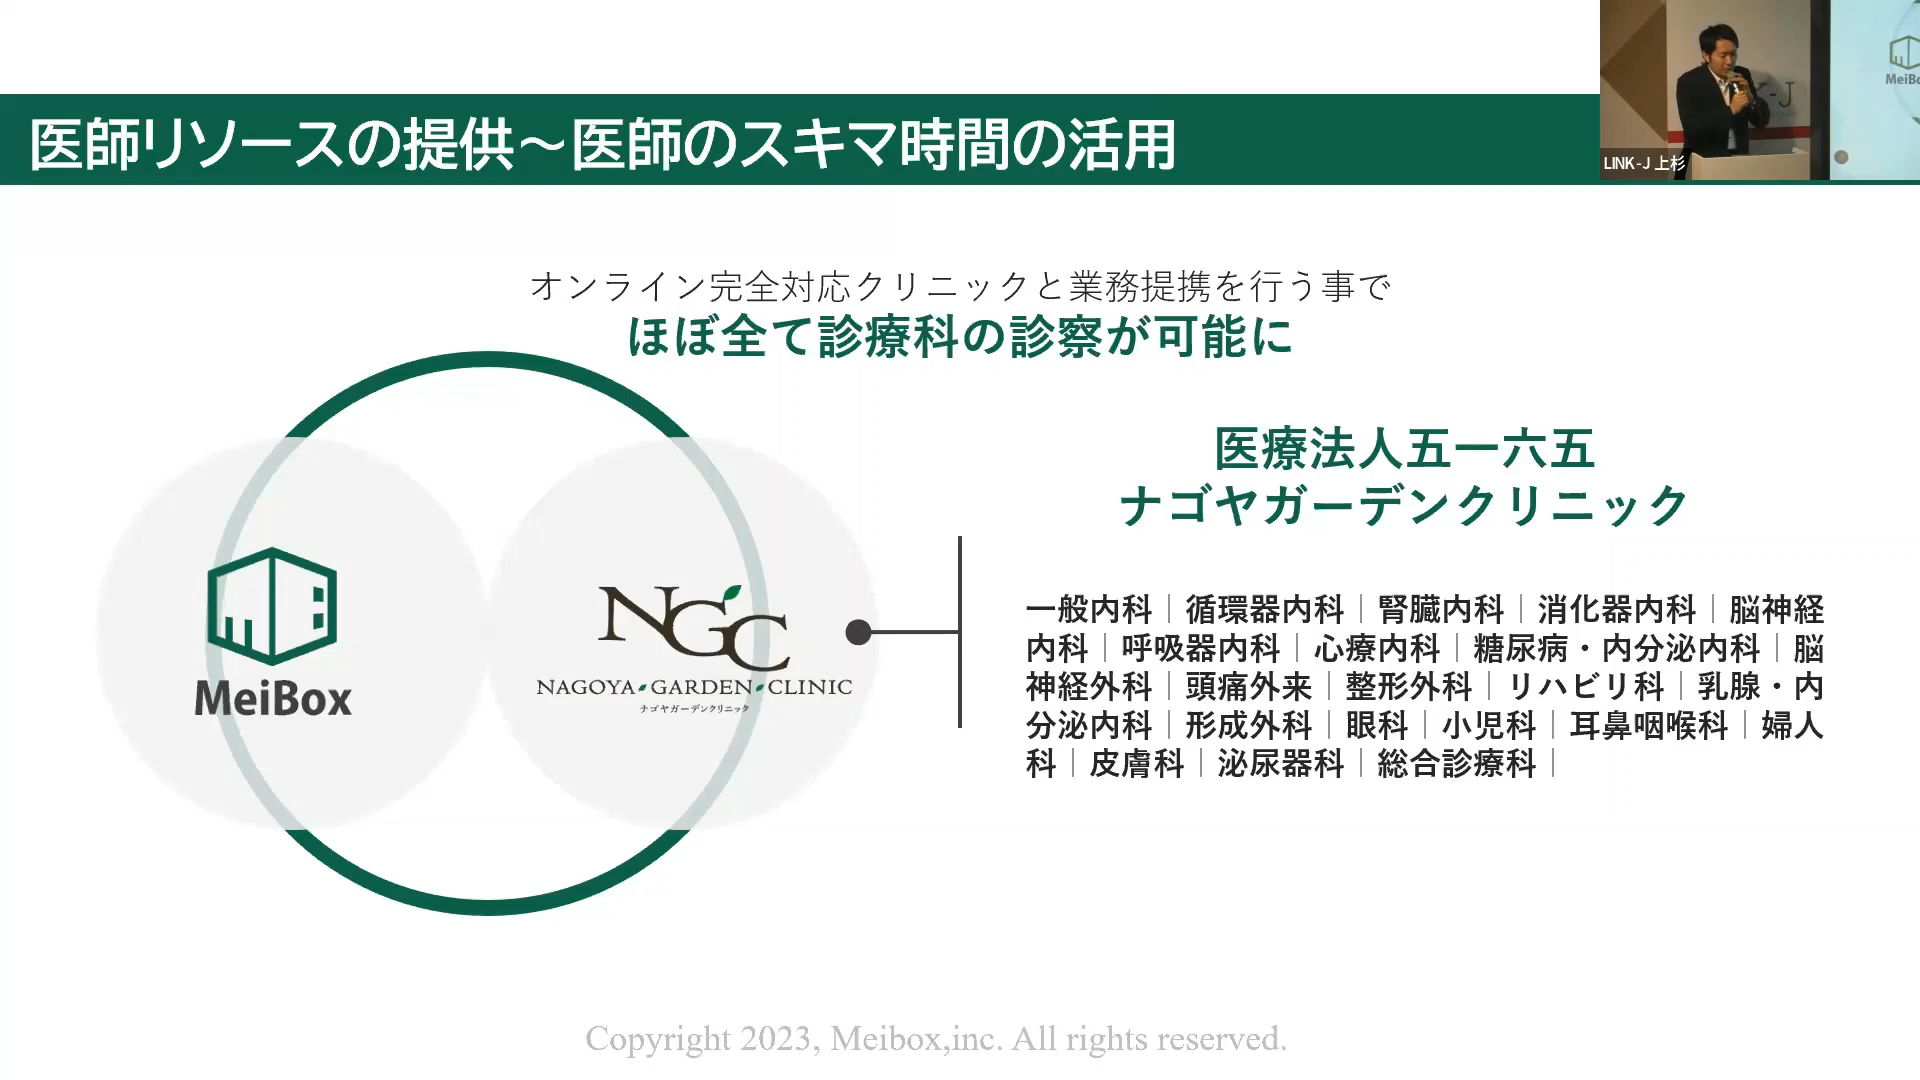 医師リソースの提供～医師のスキマ時間の活用
LINK-J 上杉
オンライン完全対応クリニックと業務提携を行う事で
ほぼ全て診療科の診察が可能に
医療法人五一六五
ナゴヤガーデンクリニック
MeiBox
NGC
NAGOYA GARDEN CLINIC
ナゴヤガーデンクリニック
一般内科｜循環器内科｜腎臓内科｜消化器内科｜脳神経
内科｜呼吸器内科｜心療内科｜糖尿病・内分泌内科｜脳
神経外科｜頭痛外来｜整形外科｜リハビリ科｜乳腺・内
分泌内科｜形成外科｜眼科｜小児科｜耳鼻咽喉科｜婦人
科｜皮膚科｜泌尿器科｜総合診療科｜
Copyright 2023, Meibox,inc. All rights reserved.